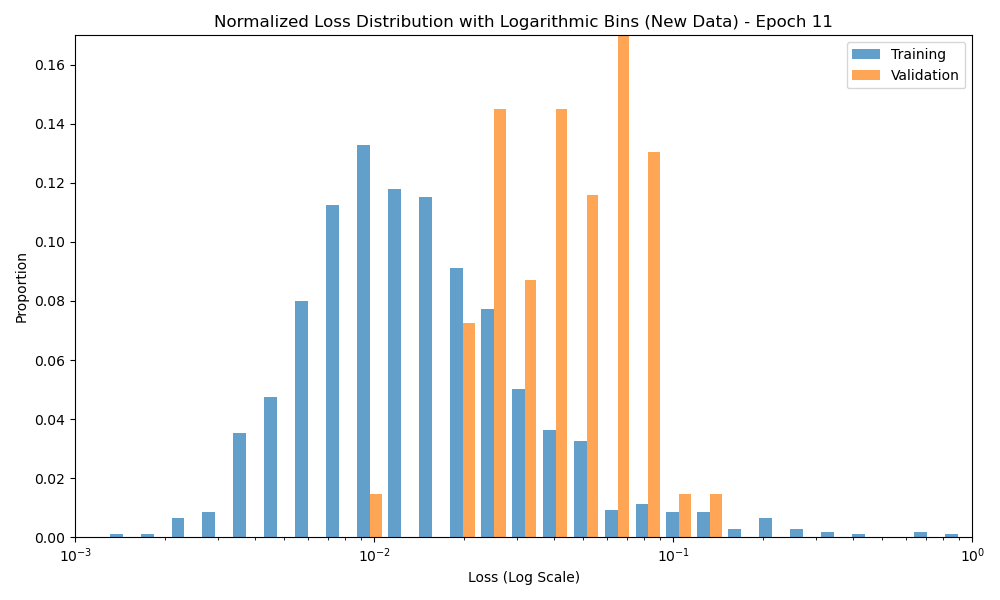 Normalized Loss Distribution with Logarithmic Bins (New Data) - Epoch 11
Training
Validation
0.16
0.14
0.12
0.10
0.08
0.06
0.04
0.02
0.00
Proportion
10⁻³
10⁻²
10⁻¹
10⁰
Loss (Log Scale)